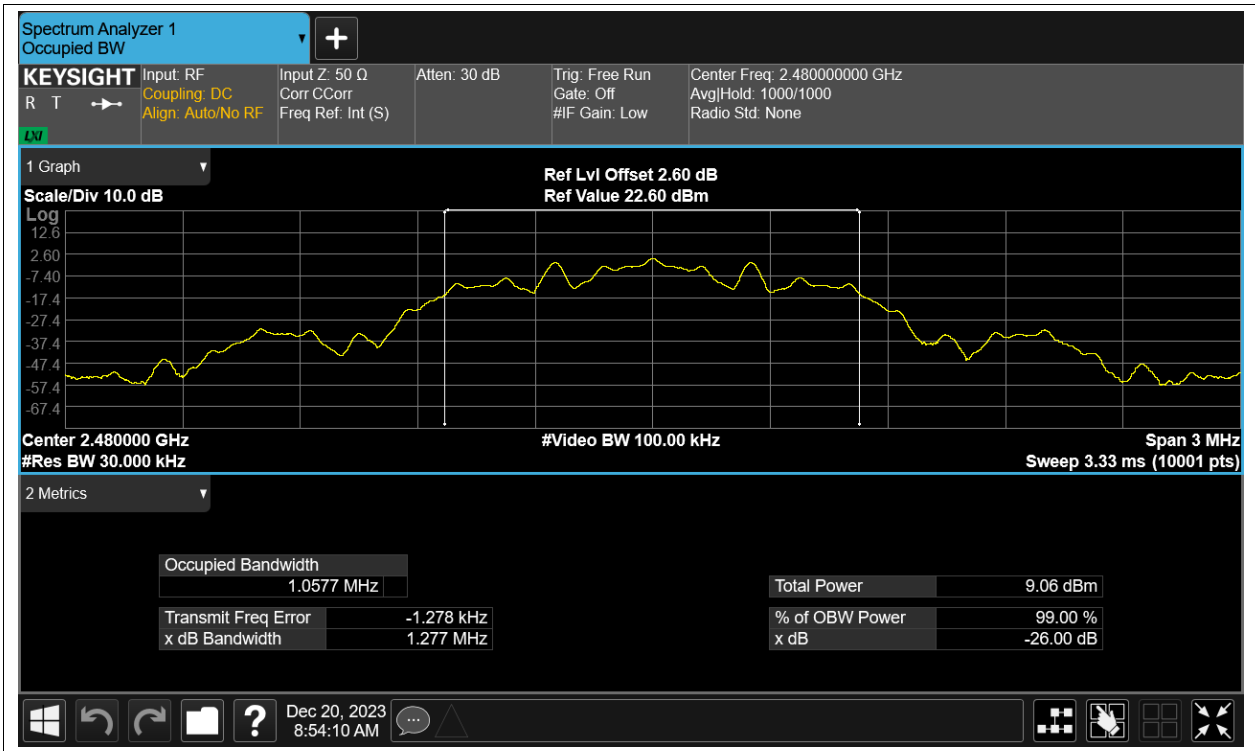 Spectrum Analyzer 1
Occupied BW
KEYSIGHT
R T
LXI
Input: RF
Coupling: DC
Align: Auto/No RF
Input Z: 50 Ω
Corr CCorr
Freq Ref: Int (S)
Atten: 30 dB
Trig: Free Run
Gate: Off
#IF Gain: Low
Center Freq: 2.480000000 GHz
Avg|Hold: 1000/1000
Radio Std: None
1 Graph
Scale/Div 10.0 dB
Ref Lvl Offset 2.60 dB
Ref Value 22.60 dBm
Log
12.6
2.60
-7.40
-17.4
-27.4
-37.4
-47.4
-57.4
-67.4
Center 2.480000 GHz
#Video BW 100.00 kHz
Span 3 MHz
#Res BW 30.000 kHz
Sweep 3.33 ms (10001 pts)
2 Metrics
Occupied Bandwidth
1.0577 MHz
Transmit Freq Error -1.278 kHz
x dB Bandwidth 1.277 MHz
Total Power 9.06 dBm
% of OBW Power 99.00 %
x dB -26.00 dB
?
Dec 20, 2023
8:54:10 AM